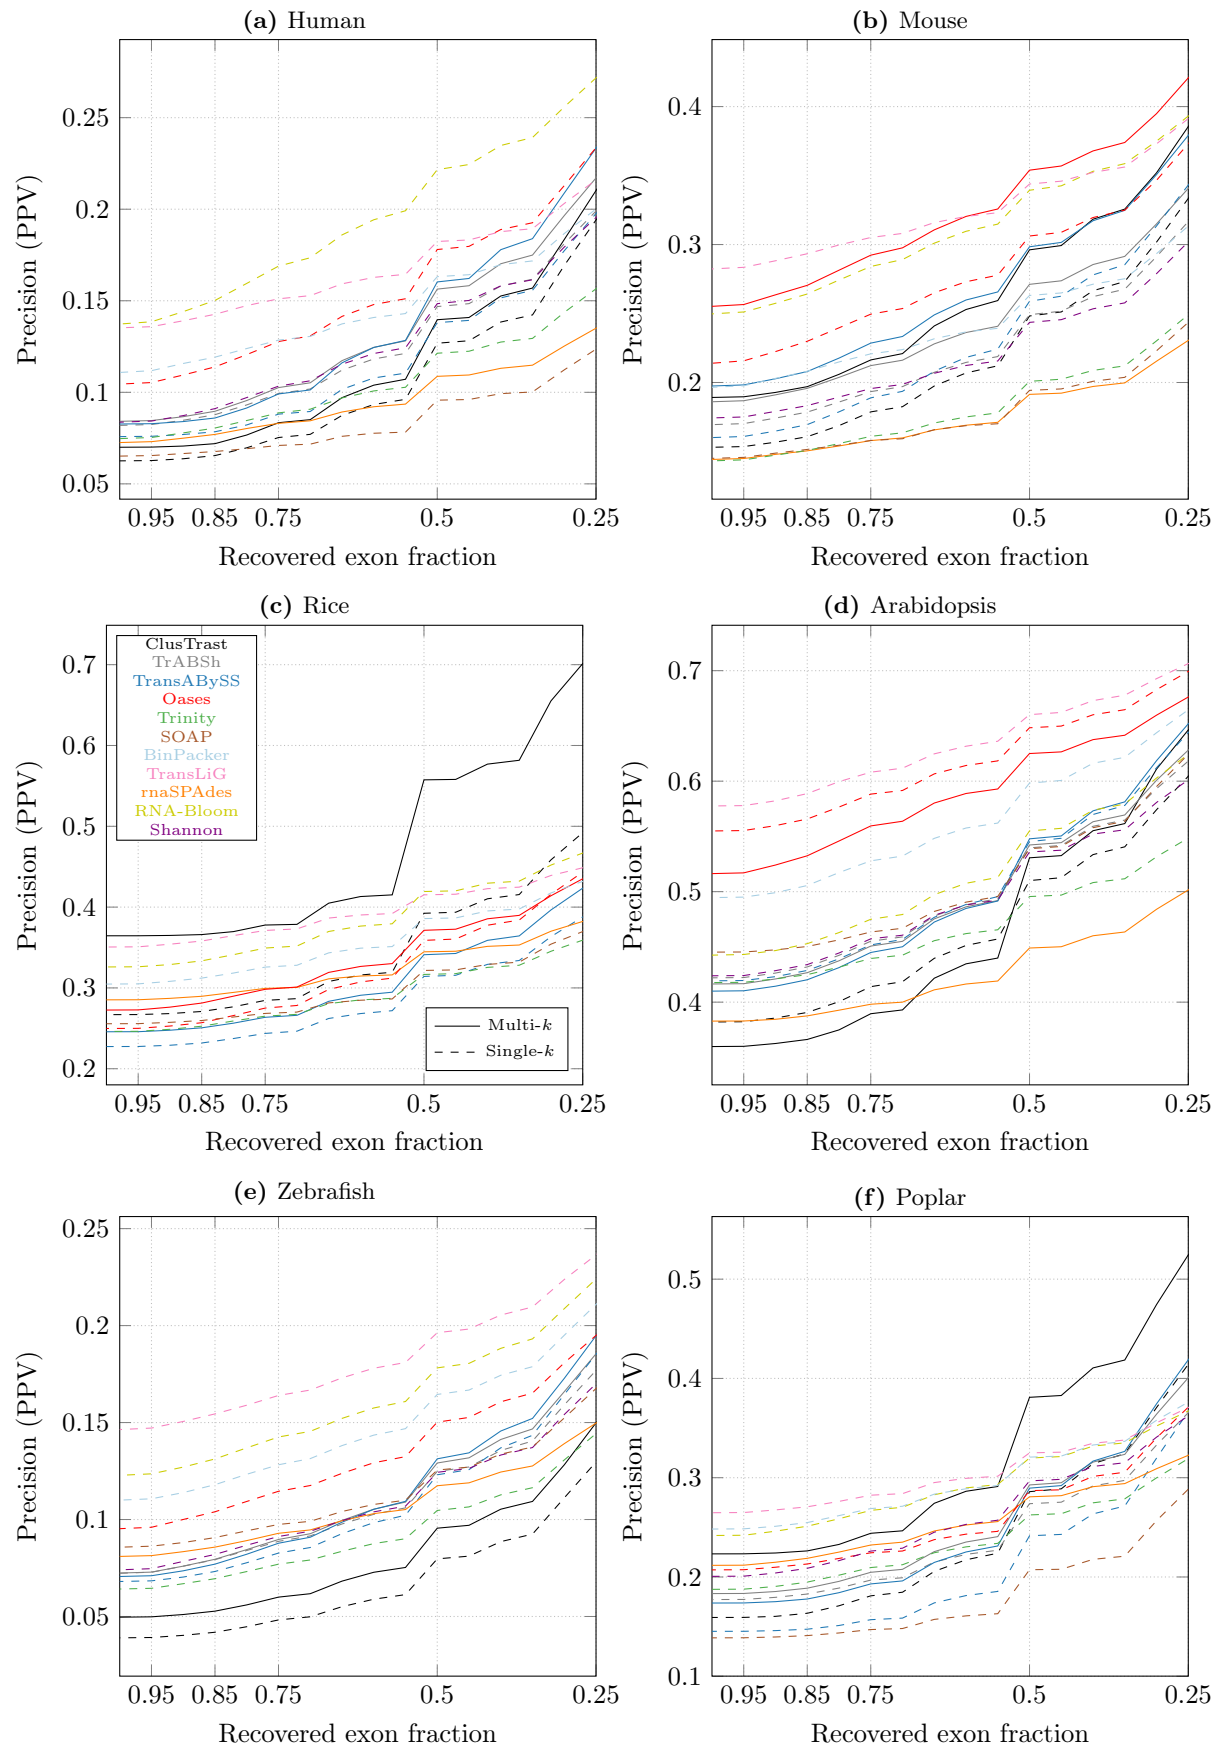 (a) Human
Precision (PPV)
0.25
0.2
0.15
0.1
0.05
0.95 0.85 0.75 0.5 0.25
Recovered exon fraction
(b) Mouse
Precision (PPV)
0.4
0.3
0.2
0.95 0.85 0.75 0.5 0.25
Recovered exon fraction
(c) Rice
Precision (PPV)
0.7
0.6
0.5
0.4
0.3
0.2
ClusTrast
TrABSh
TransABySS
Oases
Trinity
SOAP
BinPacker
TransLiG
rnaSPAdes
RNA-Bloom
Shannon
Multi-k
Single-k
0.95 0.85 0.75 0.5 0.25
Recovered exon fraction
(d) Arabidopsis
Precision (PPV)
0.7
0.6
0.5
0.4
0.95 0.85 0.75 0.5 0.25
Recovered exon fraction
(e) Zebrafish
Precision (PPV)
0.25
0.2
0.15
0.1
0.05
0.95 0.85 0.75 0.5 0.25
Recovered exon fraction
(f) Poplar
Precision (PPV)
0.5
0.4
0.3
0.2
0.1
0.95 0.85 0.75 0.5 0.25
Recovered exon fraction